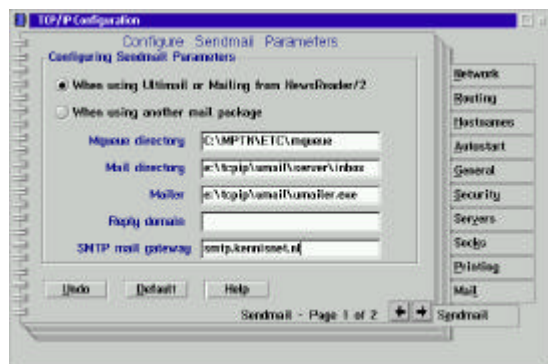 TCP/IP Configuration
Configure Sendmail Parameters
Configuring Sendmail Parameters
When using Ultimail or Mailing from NewsReader/2
When using another mail package
Mqueue directory C:\MPTN\ETC\mqueue
Mail directory e:\tcpip\umail\server\inbox
Mailer e:\tcpip\umail\umailer.exe
Reply domain
SMTP mail gateway smtp.kennisnet.nl
Undo Default Help
Sendmail - Page 1 of 2
Network
Routing
Hostnames
Autostart
General
Security
Servers
Socks
Printing
Mail
Sendmail